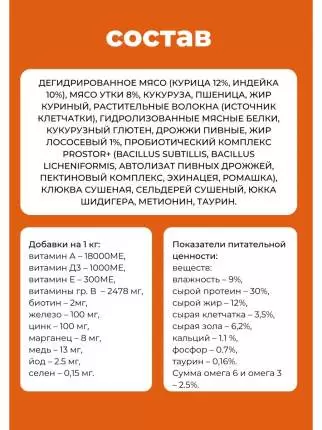 состав
ДЕГИДРИРОВАННОЕ МЯСО (КУРИЦА 12%, ИНДЕЙКА
10%), МЯСО УТКИ 8%, КУКУРУЗА, ПШЕНИЦА, ЖИР
КУРИНЫЙ, РАСТИТЕЛЬНЫЕ ВОЛОКНА (ИСТОЧНИК
КЛЕТЧАТКИ), ГИДРОЛИЗОВАННЫЕ МЯСНЫЕ БЕЛКИ,
КУКУРУЗНЫЙ ГЛЮТЕН, ДРОЖЖИ ПИВНЫЕ, ЖИР
ЛОСОСЕВЫЙ 1%, ПРОБИОТИЧЕСКИЙ КОМПЛЕКС
PROSTOR+ (BACILLUS SUBTILLIS, BACILLUS
LICHENIFORMIS, АВТОЛИЗАТ ПИВНЫХ ДРОЖЖЕЙ,
ПЕКТИНОВЫЙ КОМПЛЕКС, ЭХИНАЦЕЯ, РОМАШКА),
КЛЮКВА СУШЕНАЯ, СЕЛЬДЕРЕЙ СУШЕНЫЙ, ЮККА
ШИДИГЕРА, МЕТИОНИН, ТАУРИН.
Добавки на 1 кг:
витамин А – 18000МЕ,
витамин Д3 – 1000МЕ,
витамин Е – 300МЕ,
витамины гр. В – 2478 мг,
биотин – 2мг,
железо – 100 мг,
цинк – 100 мг,
марганец – 8 мг,
медь – 13 мг,
йод – 2.5 мг,
селен – 0,15 мг.
Показатели питательной
ценности:
веществ:
влажность – 9%,
сырой протеин – 30%,
сырой жир – 12%,
сырая клетчатка – 3,5%,
сырая зола – 6,2%,
кальций – 1.1 %,
фосфор – 0.7%,
таурин – 0,16%.
Сумма омега 6 и омега 3
– 2.5%.